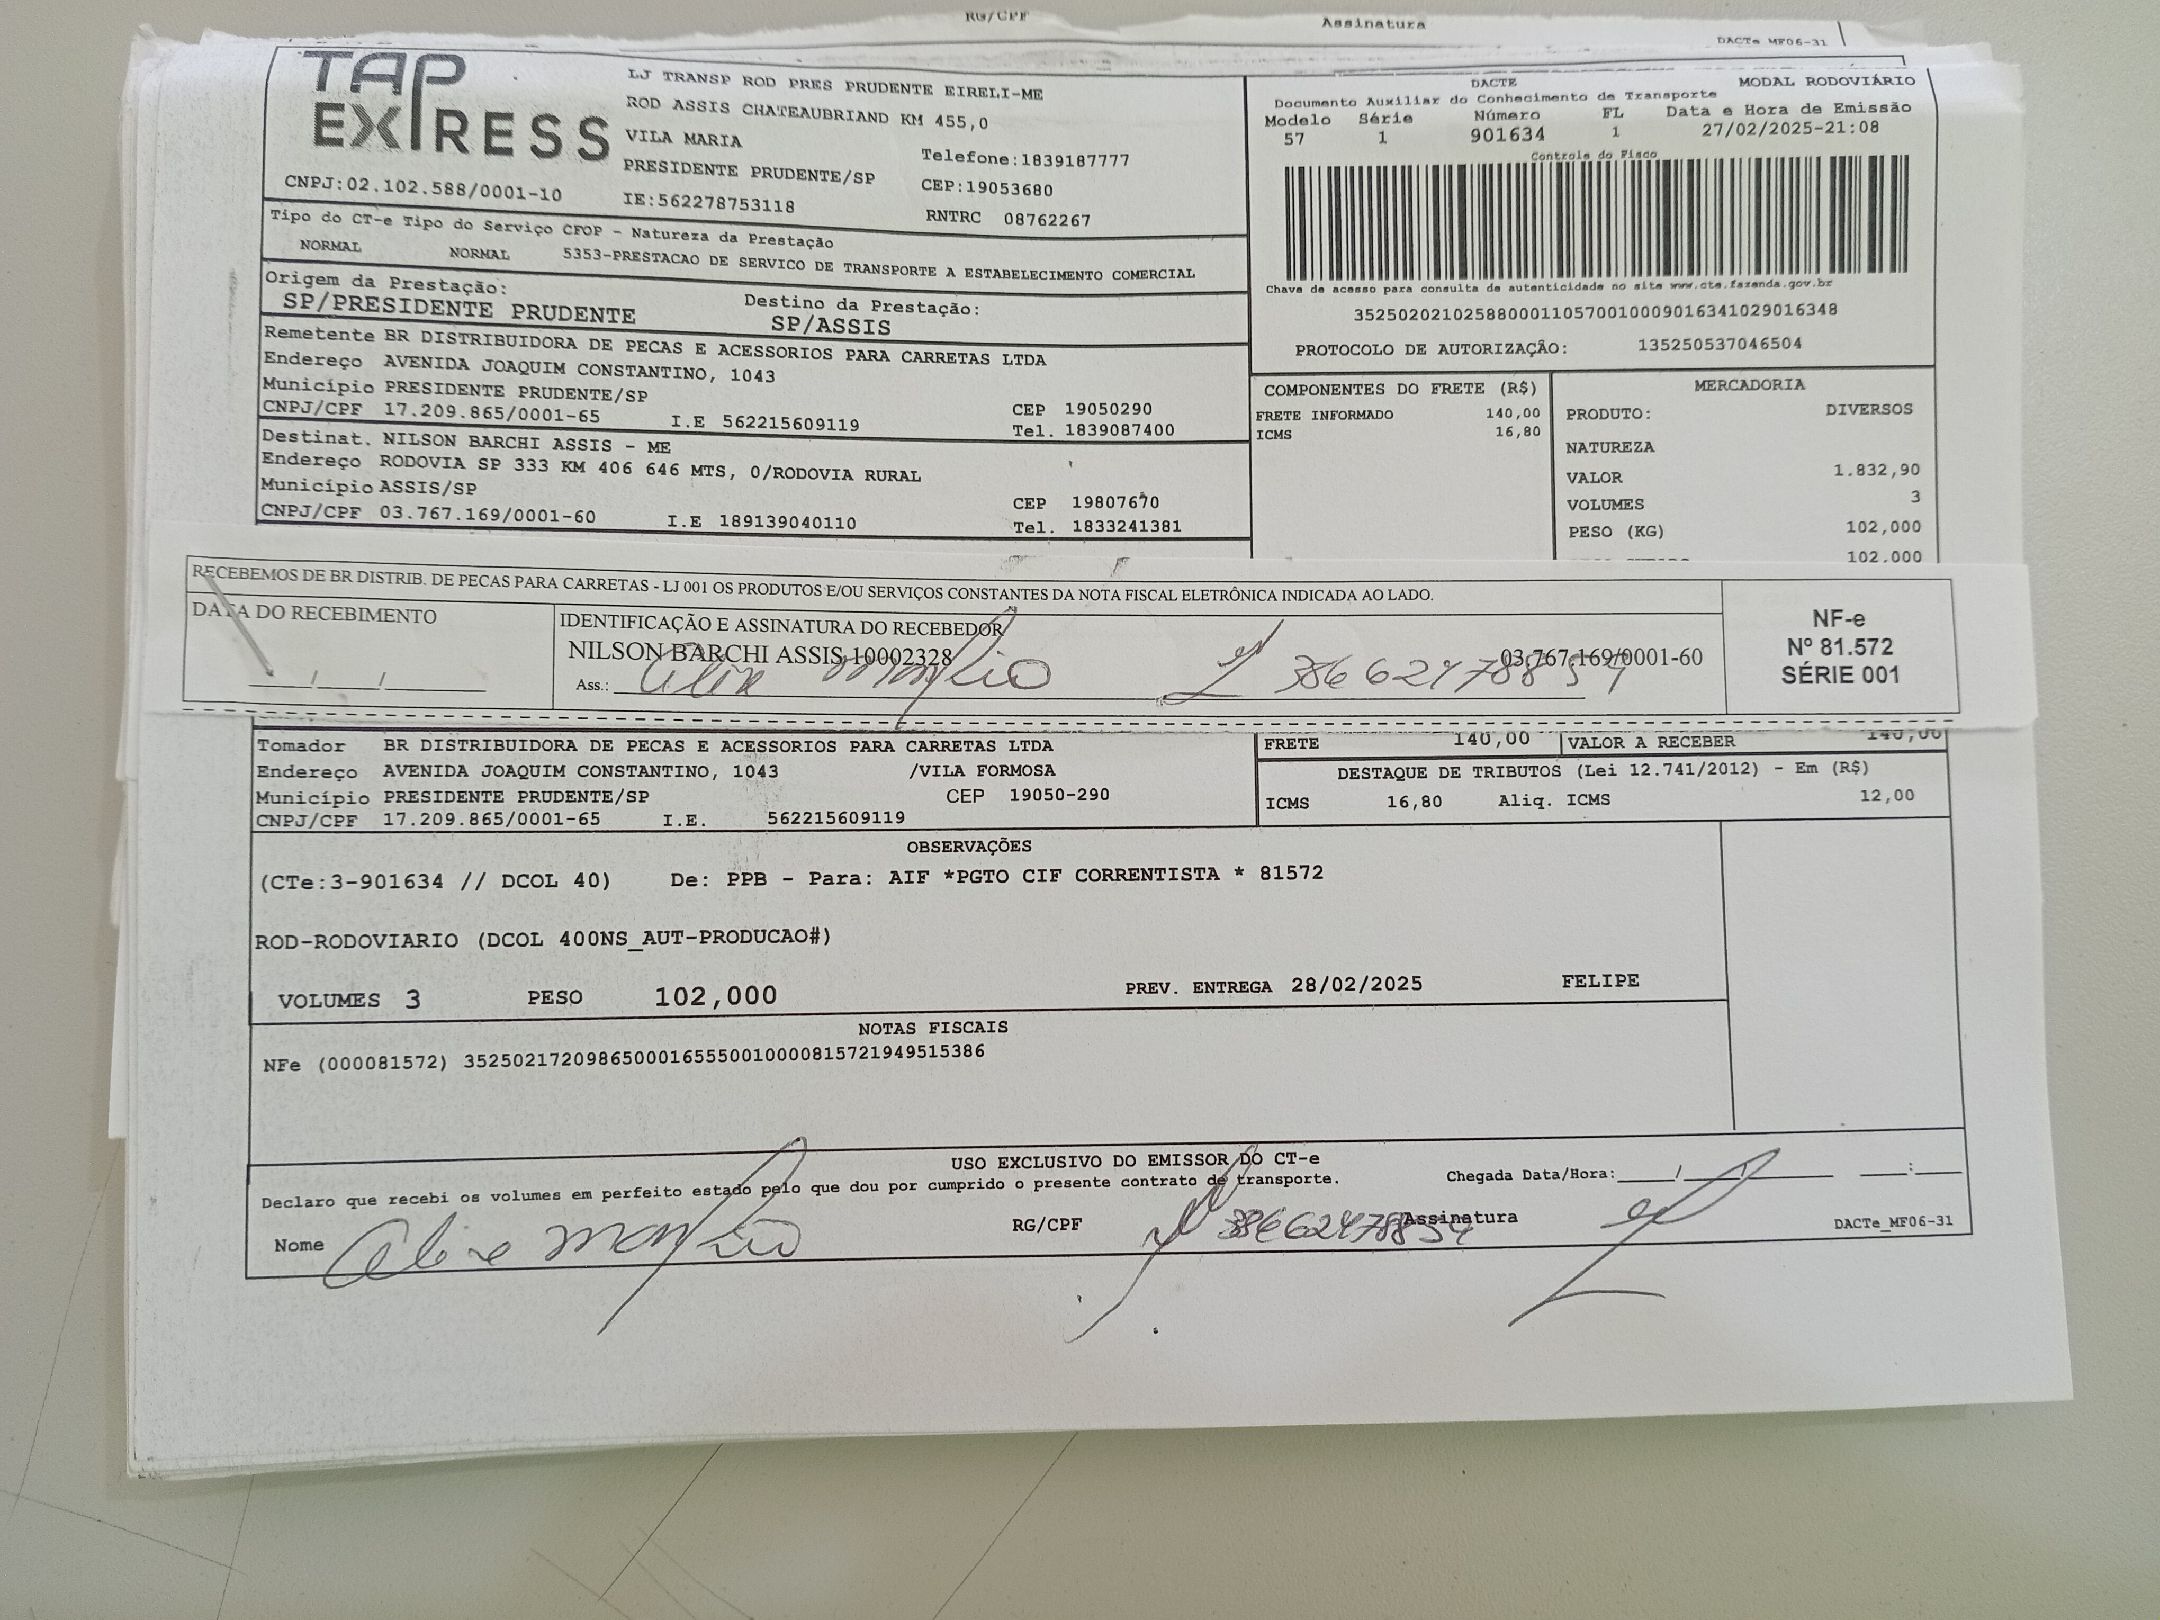 RG/CPF Assinatura DACTe MF06-31
TAP EXPRESS
LJ TRANSP ROD PRES PRUDENTE EIRELI-ME
ROD ASSIS CHATEAUBRIAND KM 455,0
VILA MARIA
Telefone:1839187777
PRESIDENTE PRUDENTE/SP CEP:19053680
CNPJ:02.102.588/0001-10 IE:562278753118 RNTRC 08762267
Tipo do CT-e Tipo do Serviço CFOP - Natureza da Prestação
NORMAL NORMAL 5353-PRESTACAO DE SERVICO DE TRANSPORTE A ESTABELECIMENTO COMERCIAL
Origem da Prestação: Destino da Prestação:
SP/PRESIDENTE PRUDENTE SP/ASSIS
Remetente BR DISTRIBUIDORA DE PECAS E ACESSORIOS PARA CARRETAS LTDA
Endereço AVENIDA JOAQUIM CONSTANTINO, 1043
Município PRESIDENTE PRUDENTE/SP CEP 19050290
CNPJ/CPF 17.209.865/0001-65 I.E 562215609119 Tel. 1839087400
Destinat. NILSON BARCHI ASSIS - ME
Endereço RODOVIA SP 333 KM 406 646 MTS, 0/RODOVIA RURAL
Município ASSIS/SP CEP 19807670
CNPJ/CPF 03.767.169/0001-60 I.E 189139040110 Tel. 1833241381
DACTE MODAL RODOVIÁRIO
Documento Auxiliar do Conhecimento de Transporte
Modelo Série Número FL Data e Hora de Emissão
57 1 901634 1 27/02/2025-21:08
Controle do Fisco
Chave de acesso para consulta de autenticidade no site www.cte.fazenda.gov.br
35250202102588000110570010009016341029016348
PROTOCOLO DE AUTORIZAÇÃO: 135250537046504
COMPONENTES DO FRETE (R$)
FRETE INFORMADO 140,00
ICMS 16,80
MERCADORIA
PRODUTO: DIVERSOS
NATUREZA
VALOR 1.832,90
VOLUMES 3
PESO (KG) 102,000
102.000
RECEBEMOS DE BR DISTRIB. DE PECAS PARA CARRETAS - LJ 001 OS PRODUTOS E/OU SERVIÇOS CONSTANTES DA NOTA FISCAL ELETRÔNICA INDICADA AO LADO.
DATA DO RECEBIMENTO
IDENTIFICAÇÃO E ASSINATURA DO RECEBEDOR
NILSON BARCHI ASSIS 10002328 03.767.169/0001-60
Ass.: 38662478854
NF-e
Nº 81.572
SÉRIE 001
Tomador BR DISTRIBUIDORA DE PECAS E ACESSORIOS PARA CARRETAS LTDA
Endereço AVENIDA JOAQUIM CONSTANTINO, 1043 /VILA FORMOSA
Município PRESIDENTE PRUDENTE/SP CEP 19050-290
CNPJ/CPF 17.209.865/0001-65 I.E. 562215609119
FRETE 140,00 VALOR A RECEBER 140,00
DESTAQUE DE TRIBUTOS (Lei 12.741/2012) - Em (R$)
ICMS 16,80 Aliq. ICMS 12,00
OBSERVAÇÕES
(CTe:3-901634 // DCOL 40) De: PPB - Para: AIF *PGTO CIF CORRENTISTA * 81572
ROD-RODOVIARIO (DCOL 400NS_AUT-PRODUCAO#)
VOLUMES 3 PESO 102,000 PREV. ENTREGA 28/02/2025 FELIPE
NOTAS FISCAIS
NFe (000081572) 35250217209865000165550010000815721949515386
USO EXCLUSIVO DO EMISSOR DO CT-e
Declaro que recebi os volumes em perfeito estado pelo que dou por cumprido o presente contrato de transporte. Chegada Data/Hora:
Nome RG/CPF 38662478854 Assinatura DACTe_MF06-31